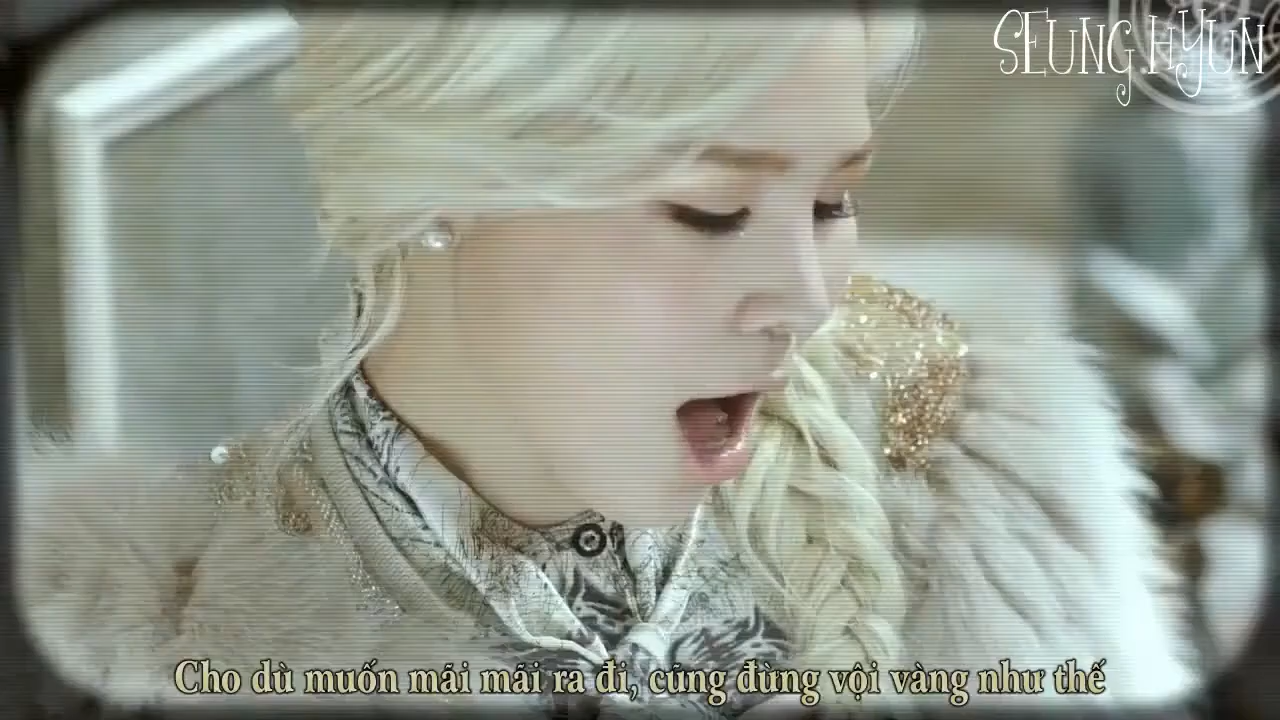 SEUNG HYUN
Cho dù muốn mãi mãi ra đi, cũng đừng vội vàng như thế